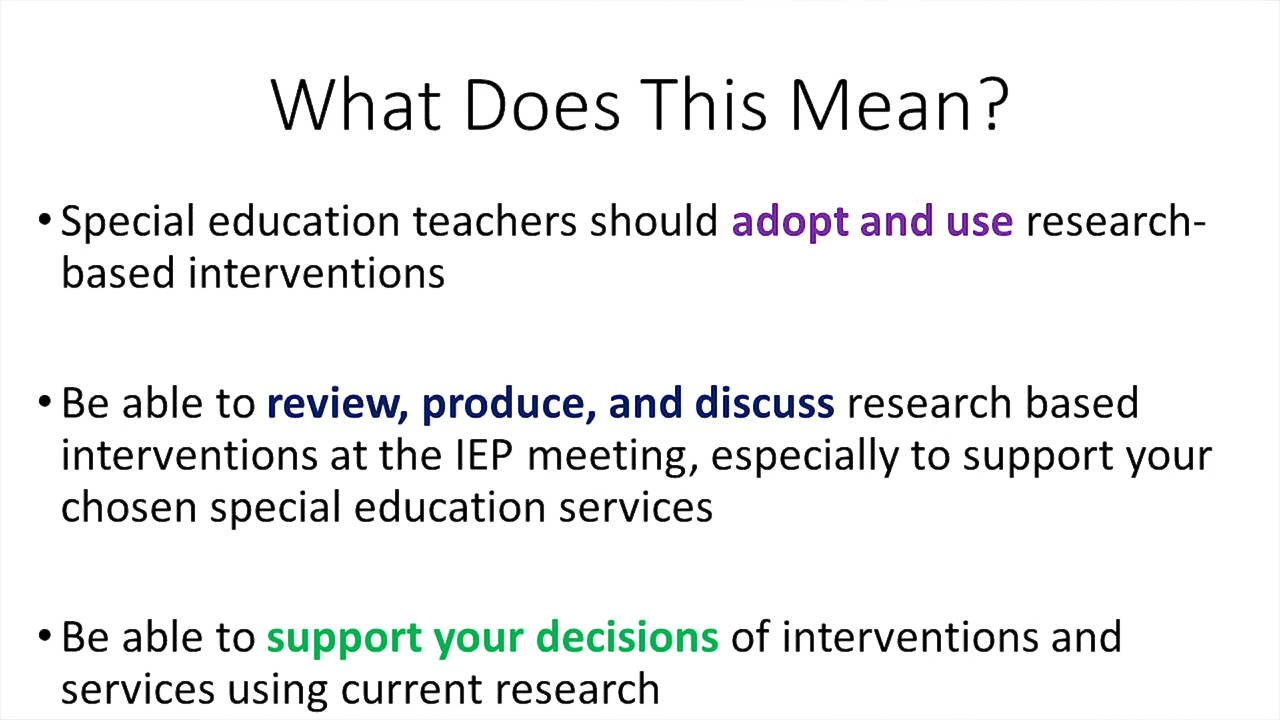 What Does This Mean?
• Special education teachers should adopt and use research-
based interventions
• Be able to review, produce, and discuss research based
interventions at the IEP meeting, especially to support your
chosen special education services
• Be able to support your decisions of interventions and
services using current research